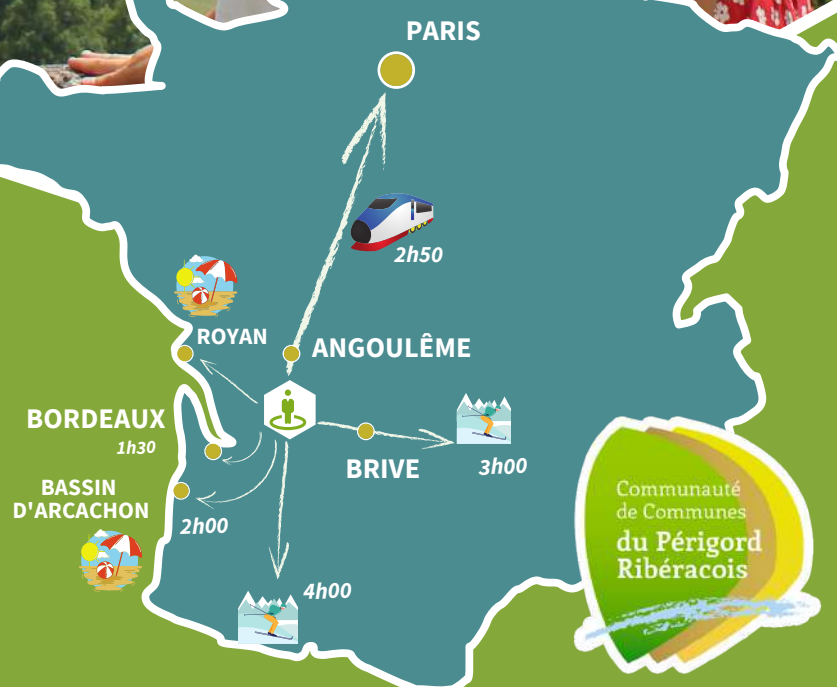 PARIS
2h50
ROYAN
ANGOULÊME
BORDEAUX
1h30
BRIVE
3h00
BASSIN
D'ARCACHON
2h00
4h00
Communauté
de Communes
du Périgord
Ribéracois